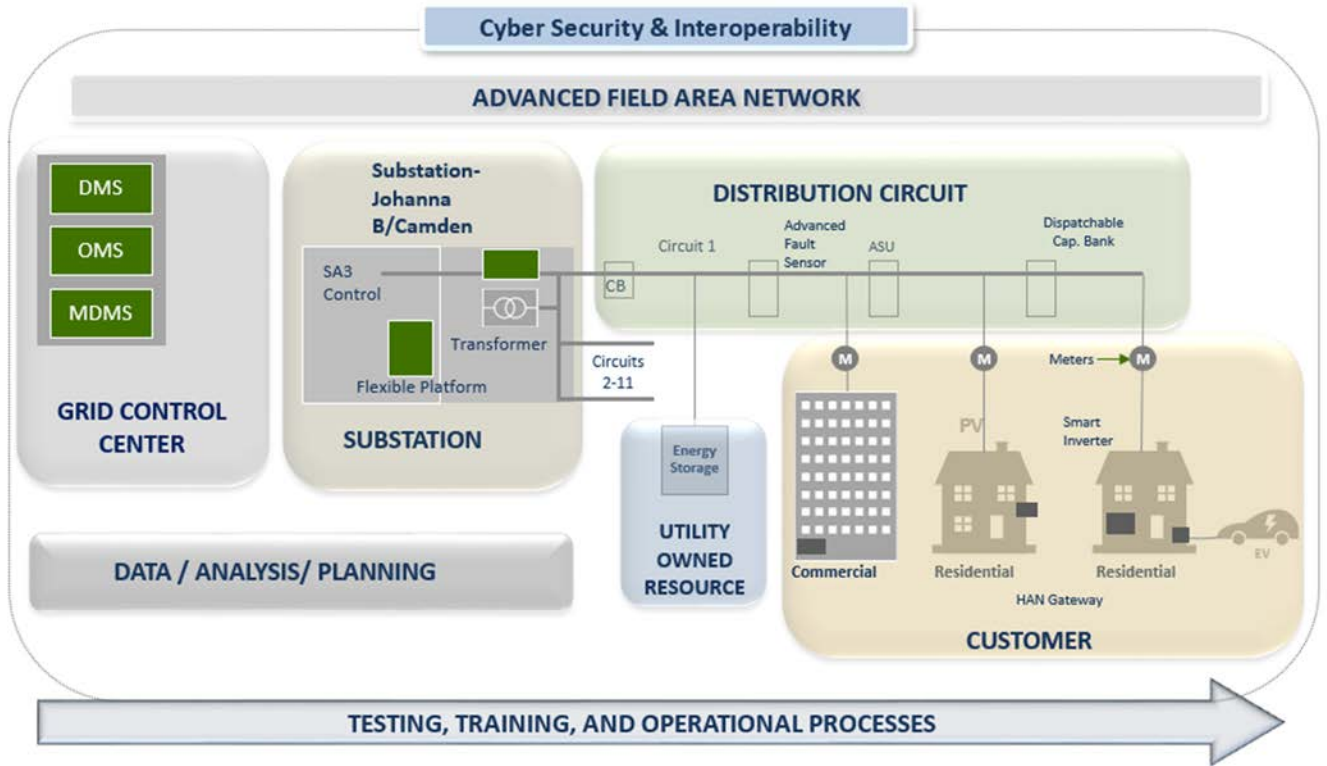 Cyber Security & Interoperability
ADVANCED FIELD AREA NETWORK
DMS
OMS
MDMS
GRID CONTROL
CENTER
Substation-
Johanna
B/Camden
SA3
Control
Transformer
Flexible Platform
SUBSTATION
Circuits
2-11
DISTRIBUTION CIRCUIT
CB
Circuit 1
Advanced
Fault
Sensor
ASU
Dispatchable
Cap. Bank
Energy
Storage
UTILITY
OWNED
RESOURCE
M
M
Meters
M
PV
Smart
Inverter
EV
Commercial
Residential
Residential
HAN Gateway
CUSTOMER
DATA / ANALYSIS/ PLANNING
TESTING, TRAINING, AND OPERATIONAL PROCESSES